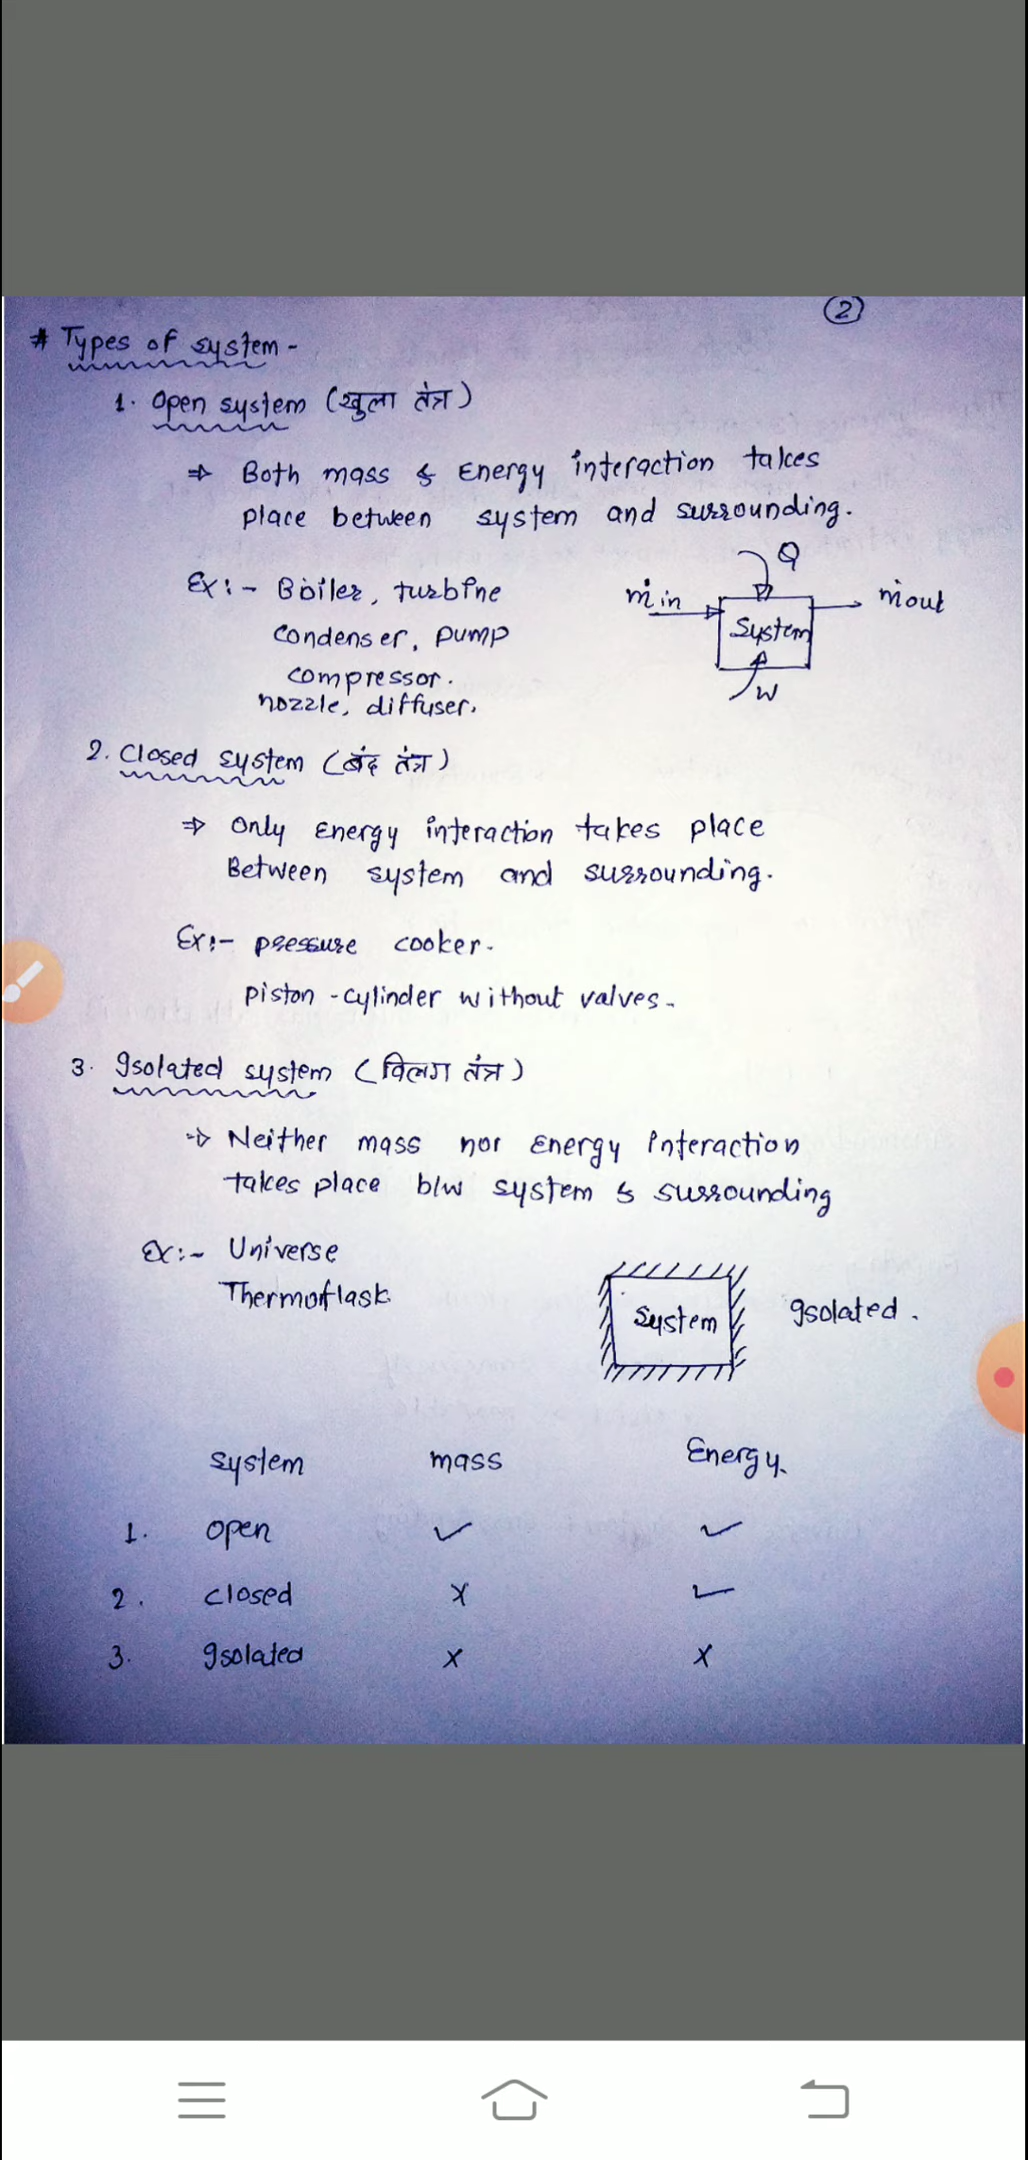 ②
# Types of system -
1. Open system (खुला तंत्र)
⇒ Both mass & Energy interaction takes
place between system and surrounding.
Q
Ex:- Boiler, turbine
ṁin
ṁout
System
condenser, pump
compressor.
W
nozzle, diffuser.
2. Closed system (बंद तंत्र)
⇒ Only Energy interaction takes place
Between system and surrounding.
Ex:- pressure cooker.
piston-cylinder without valves.
3. Isolated system (विलग तंत्र)
⇒ Neither mass nor Energy Interaction
takes place b/w system & surrounding
Ex:- Universe
Thermoflask
System
Isolated.
system mass Energy.
1. open ✓ ✓
2. closed x ✓
3. Isolated x x